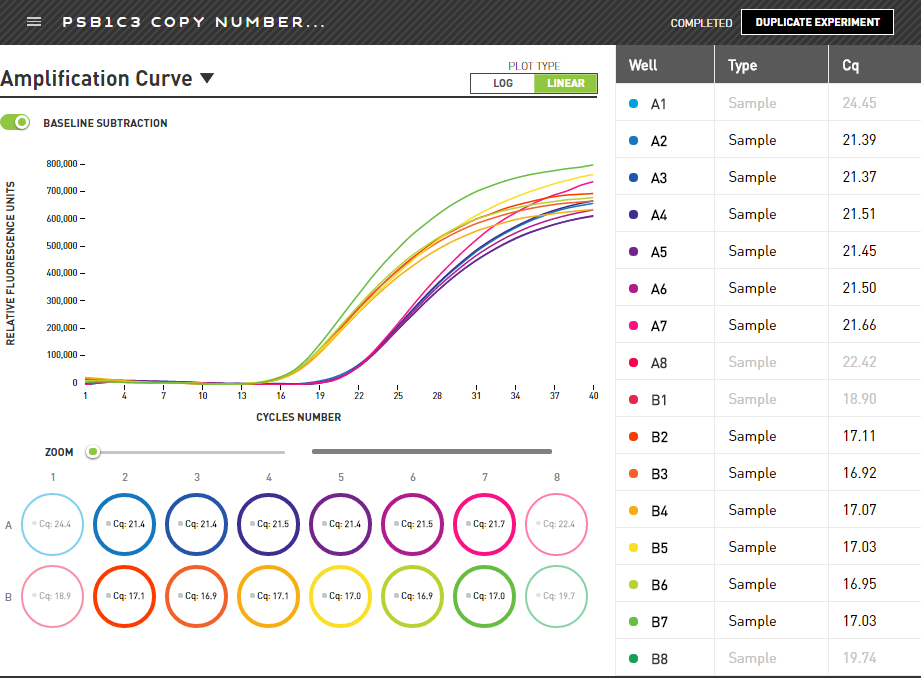 PSB1C3 COPY NUMBER...
COMPLETED
DUPLICATE EXPERIMENT
Amplification Curve
PLOT TYPE
LOG LINEAR
BASELINE SUBTRACTION
RELATIVE FLUORESCENCE UNITS
800,000
700,000
600,000
500,000
400,000
300,000
200,000
100,000
0
1 4 7 10 13 16 19 22 25 28 31 34 37 40
CYCLES NUMBER
ZOOM
1 2 3 4 5 6 7 8
A Cq: 24.4 Cq: 21.4 Cq: 21.4 Cq: 21.5 Cq: 21.4 Cq: 21.5 Cq: 21.7 Cq: 22.4
B Cq: 18.9 Cq: 17.1 Cq: 16.9 Cq: 17.1 Cq: 17.0 Cq: 16.9 Cq: 17.0 Cq: 19.7
Well Type Cq
A1 Sample 24.45
A2 Sample 21.39
A3 Sample 21.37
A4 Sample 21.51
A5 Sample 21.45
A6 Sample 21.50
A7 Sample 21.66
A8 Sample 22.42
B1 Sample 18.90
B2 Sample 17.11
B3 Sample 16.92
B4 Sample 17.07
B5 Sample 17.03
B6 Sample 16.95
B7 Sample 17.03
B8 Sample 19.74